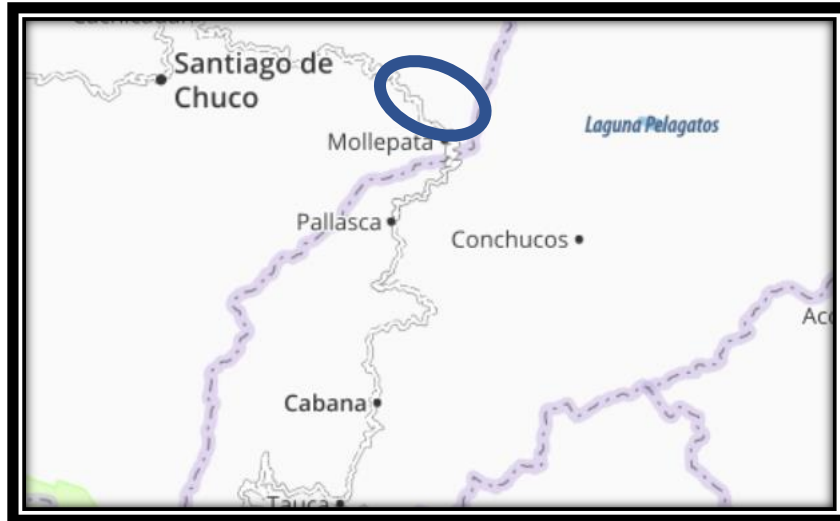 Santiago de
Chuco
Laguna Pelagatos
Mollepata
Pallasca
Conchucos
Cabana
Tauca